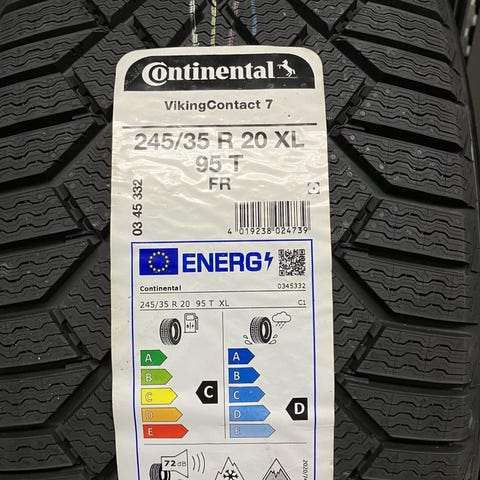 Continental
VikingContact 7
245/35 R 20 XL
95 T
FR
03 45 332
4 019238 024739
ENERG
Continental 0345332
245/35 R 20 95 T XL C1
A A
B B
C C C
D D D
E E
72 dB